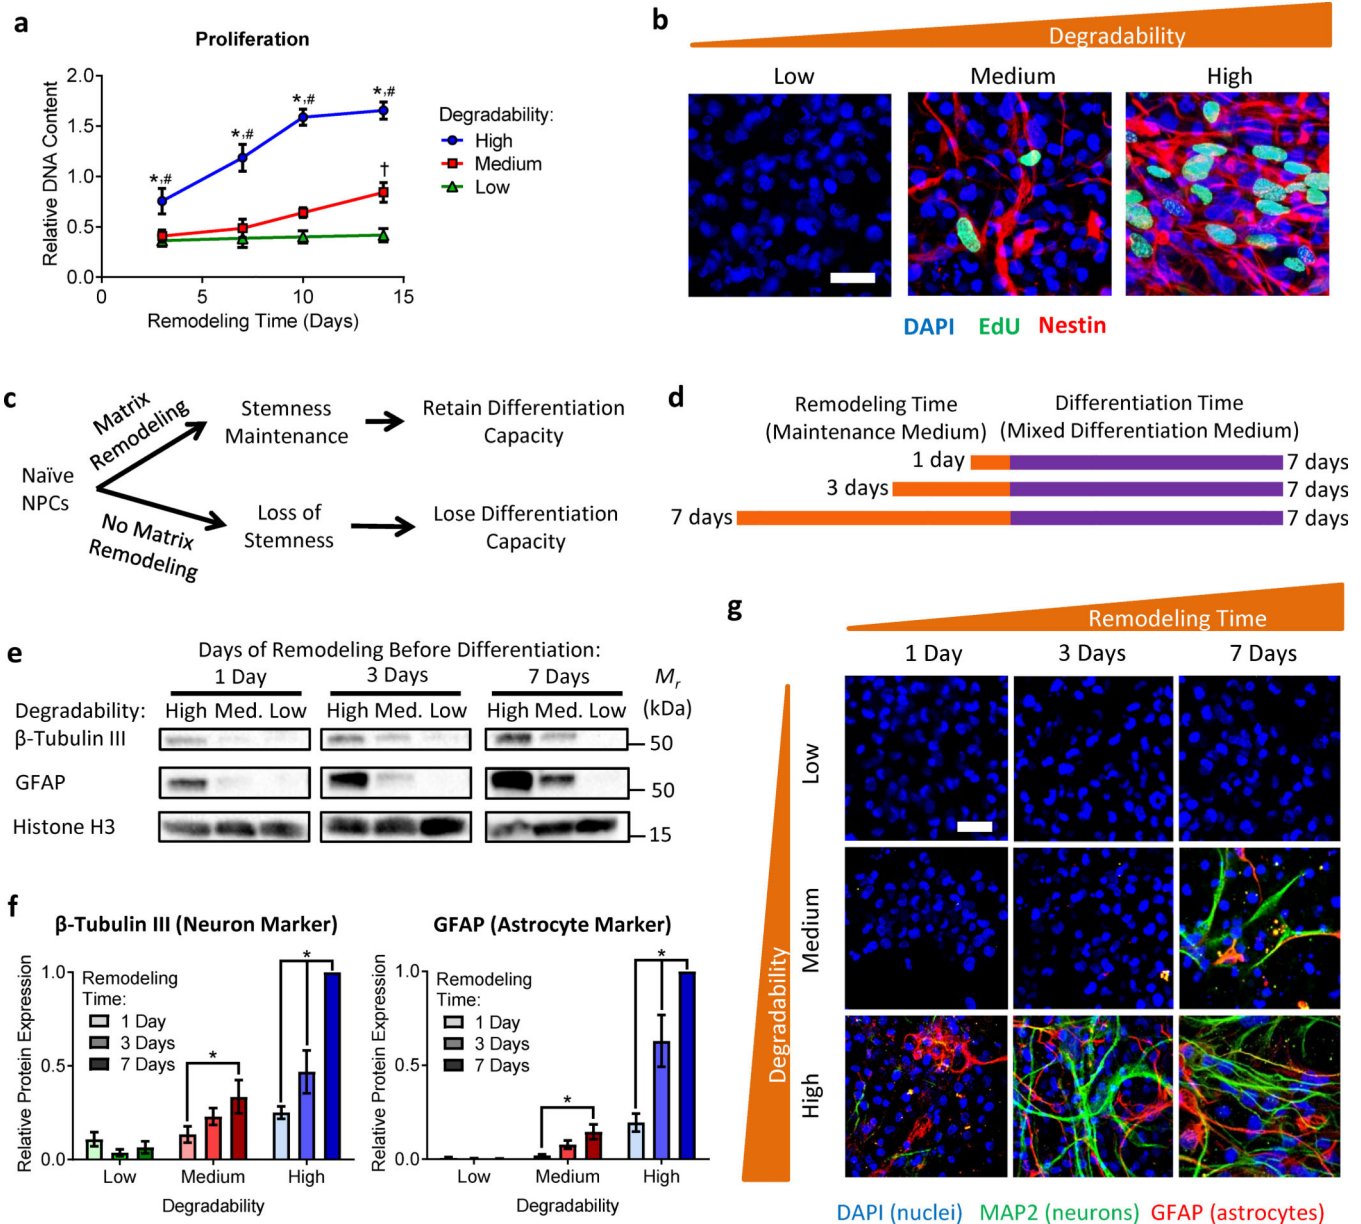 a
Proliferation
Relative DNA Content
2.0
1.5
1.0
0.5
0.0
0
5
10
15
Remodeling Time (Days)
*,#
*,#
*,#
*,#
†
Degradability:
High
Medium
Low
b
Degradability
Low
Medium
High
DAPI EdU Nestin
c
Naïve
NPCs
Matrix
Remodeling
No Matrix
Remodeling
Stemness
Maintenance
Retain Differentiation
Capacity
Loss of
Stemness
Lose Differentiation
Capacity
d
Remodeling Time
(Maintenance Medium)
Differentiation Time
(Mixed Differentiation Medium)
1 day
7 days
3 days
7 days
7 days
7 days
e
Days of Remodeling Before Differentiation:
1 Day
3 Days
7 Days
Mr
(kDa)
Degradability:
High Med. Low
High Med. Low
High Med. Low
β-Tubulin III
50
GFAP
50
Histone H3
15
f
β-Tubulin III (Neuron Marker)
Relative Protein Expression
1.0
0.5
0.0
Remodeling
Time:
1 Day
3 Days
7 Days
*
*
Low
Medium
High
Degradability
GFAP (Astrocyte Marker)
Relative Protein Expression
1.0
0.5
0.0
Remodeling
Time:
1 Day
3 Days
7 Days
*
*
Low
Medium
High
Degradability
g
Remodeling Time
1 Day
3 Days
7 Days
Degradability
Low
Medium
High
DAPI (nuclei) MAP2 (neurons) GFAP (astrocytes)